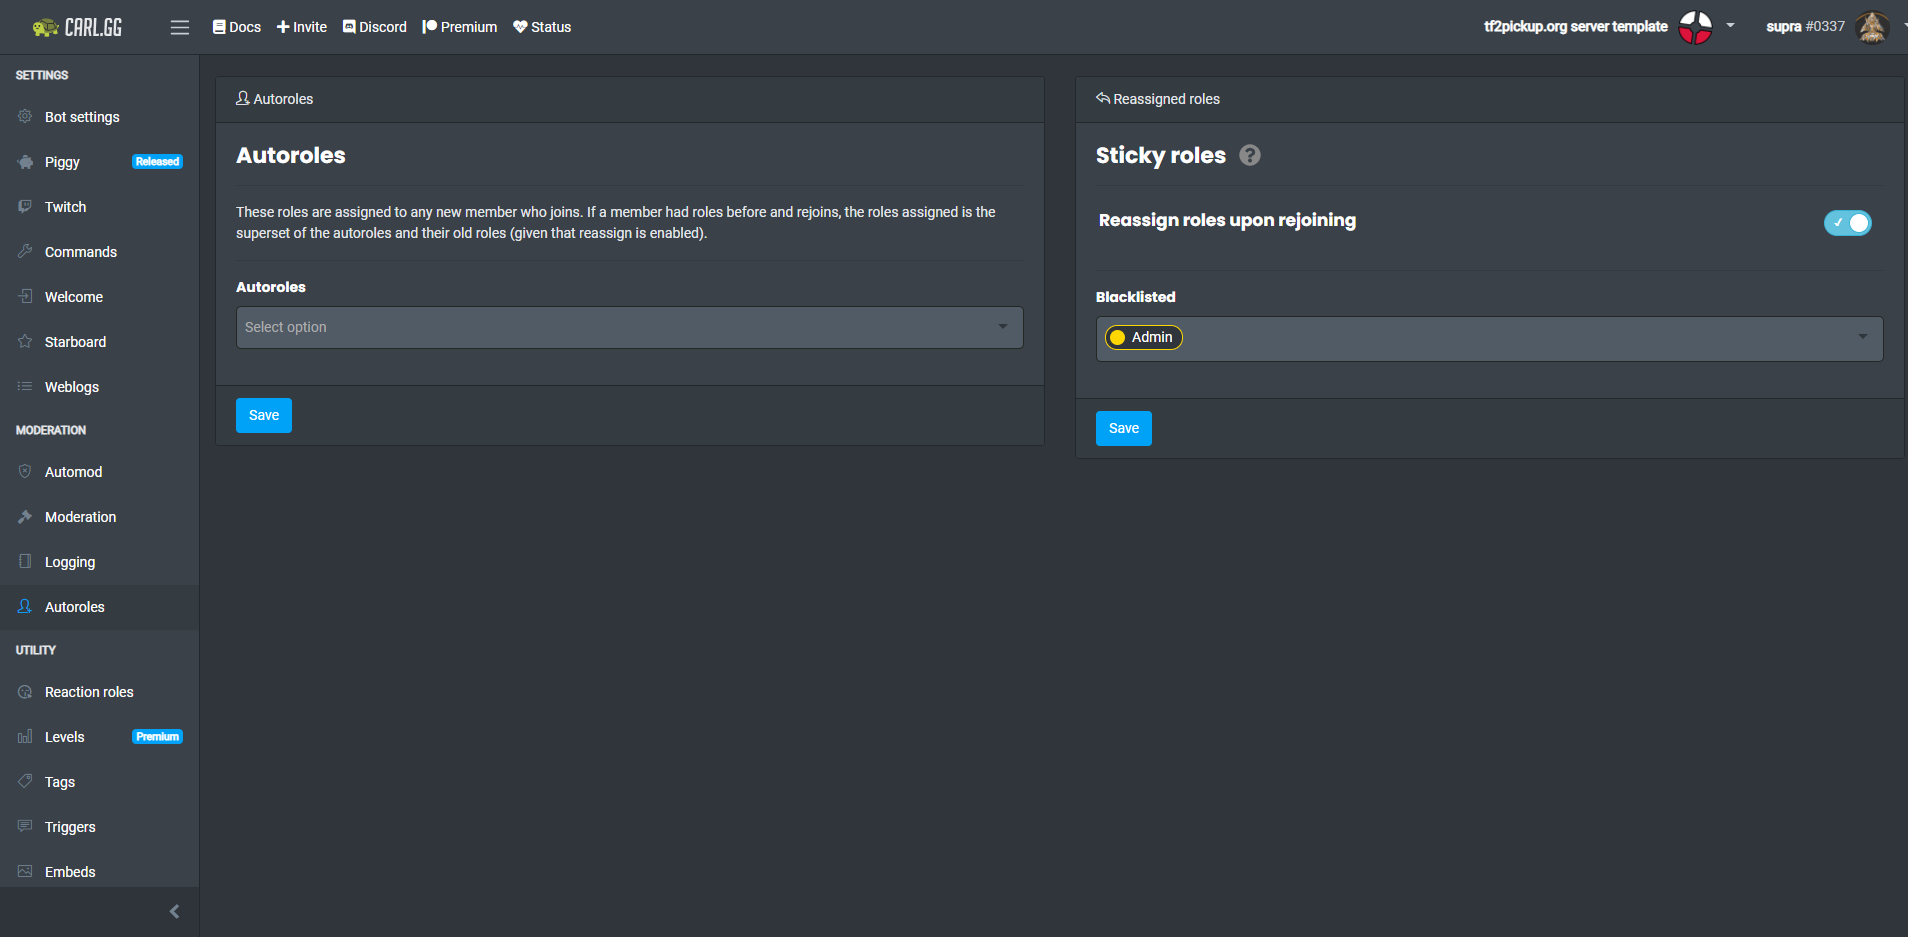 CARL.GG
Docs
Invite
Discord
Premium
Status
tf2pickup.org server template
supra #0337
SETTINGS
Bot settings
Piggy
Released
Twitch
Commands
Welcome
Starboard
Weblogs
MODERATION
Automod
Moderation
Logging
Autoroles
UTILITY
Reaction roles
Levels
Premium
Tags
Triggers
Embeds
Autoroles
Autoroles
These roles are assigned to any new member who joins. If a member had roles before and rejoins, the roles assigned is the
superset of the autoroles and their old roles (given that reassign is enabled).
Autoroles
Select option
Save
Reassigned roles
Sticky roles ?
Reassign roles upon rejoining
Blacklisted
Admin
Save